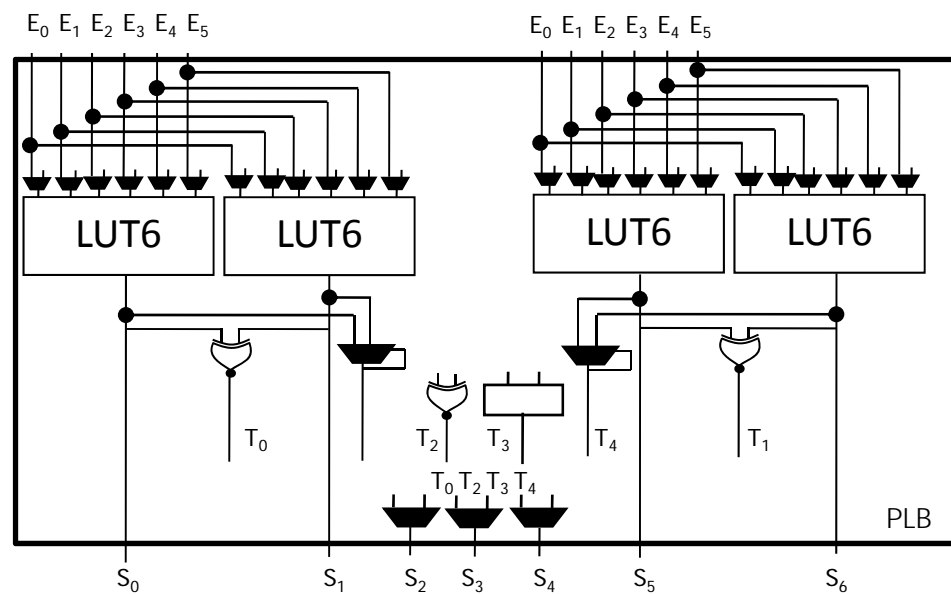 E₀ E₁ E₂ E₃ E₄ E₅ E₀ E₁ E₂ E₃ E₄ E₅
LUT6 LUT6 LUT6 LUT6
T₀ T₂ T₃ T₄ T₁
T₀ T₂ T₃ T₄
PLB
S₀ S₁ S₂ S₃ S₄ S₅ S₆